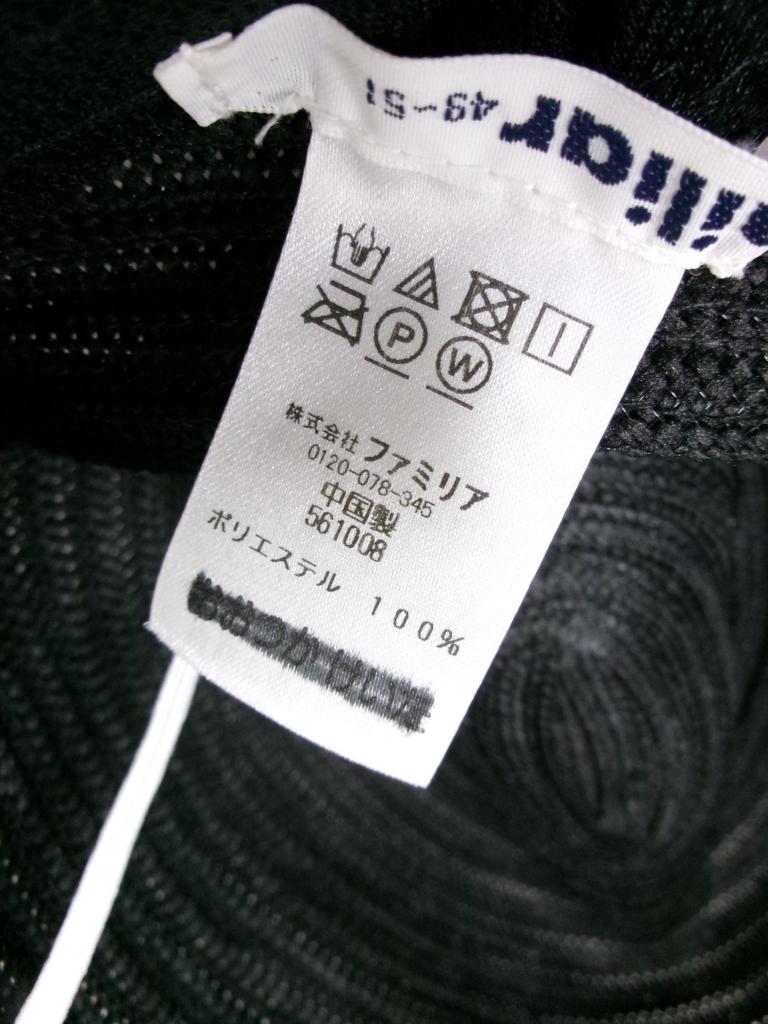 iliar 49~51
P W
株式会社 ファミリア
0120-078-345
中国製
561008
ポリエステル 100%